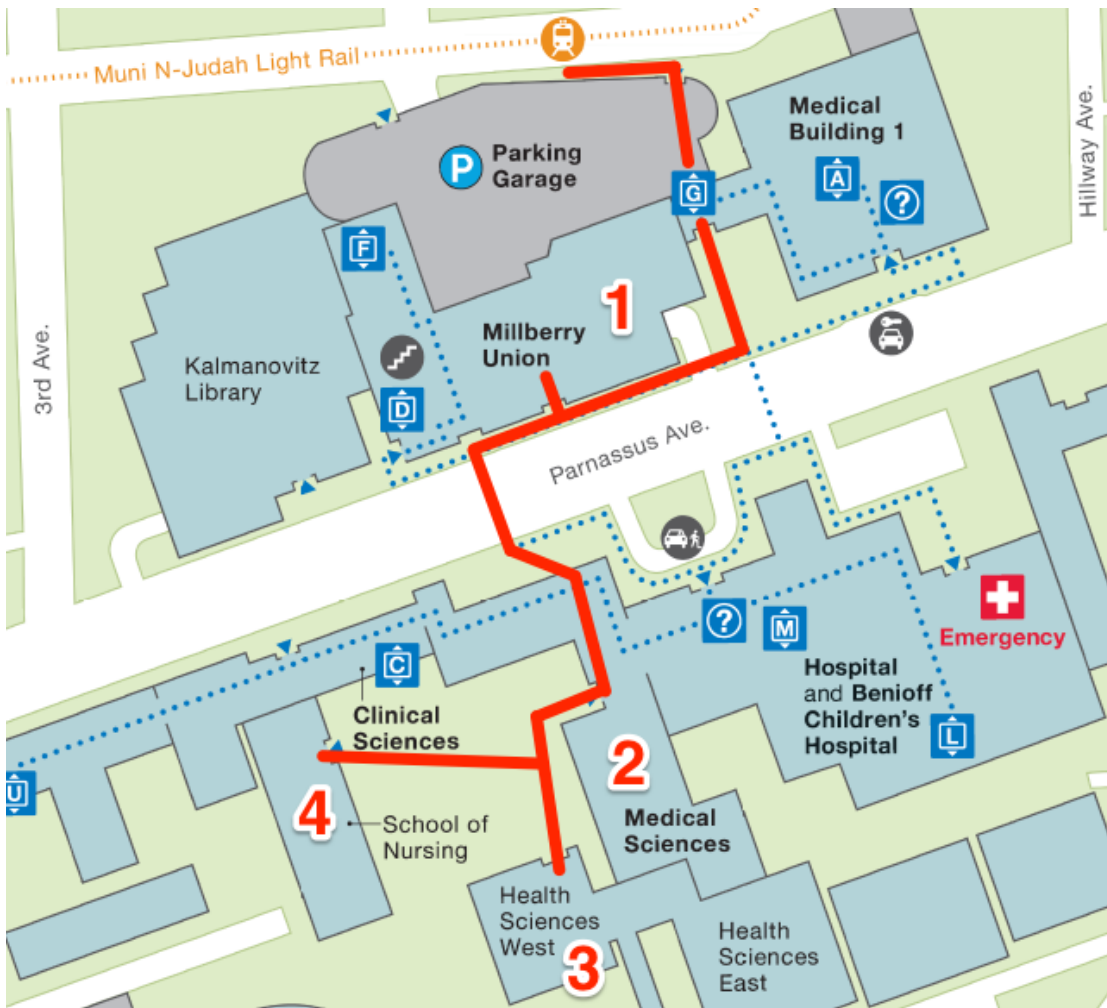 Muni N-Judah Light Rail
Hillway Ave.
Medical
Building 1
P
Parking
Garage
A
?
G
F
3rd Ave.
1
Millberry
Union
Kalmanovitz
Library
D
Parnassus Ave.
?
M
Emergency
C
Hospital
and Benioff
Children's
Hospital
L
Clinical
Sciences
U
2
Medical
Sciences
4
School of
Nursing
Health
Sciences
West
3
Health
Sciences
East